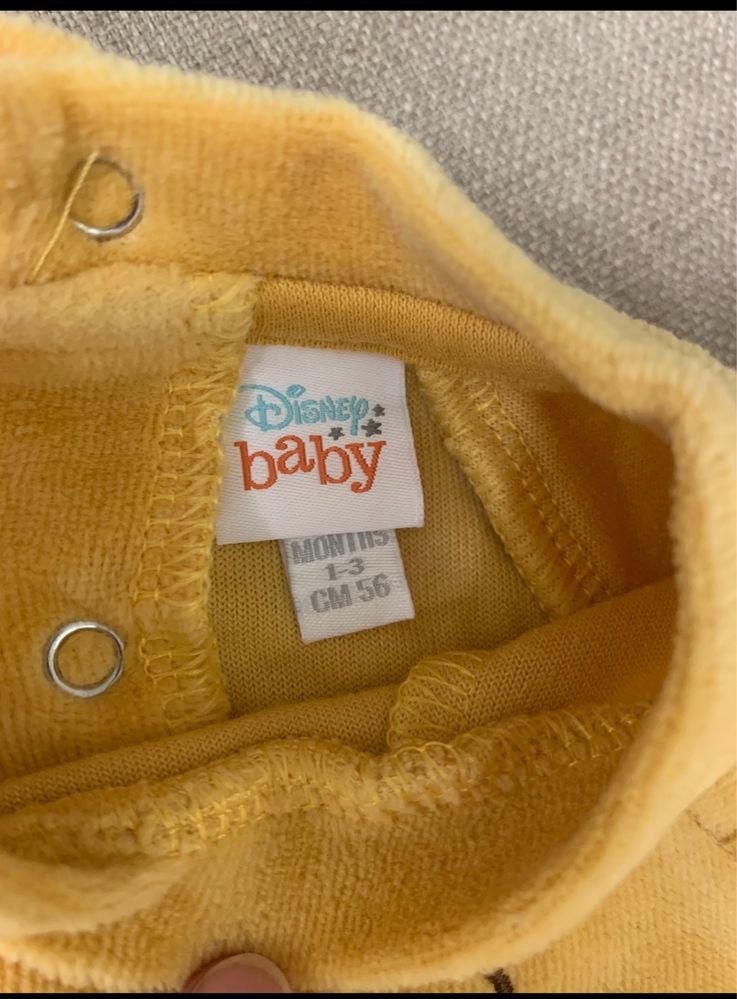 Disney
baby
MONTHS
1-3
CM 56